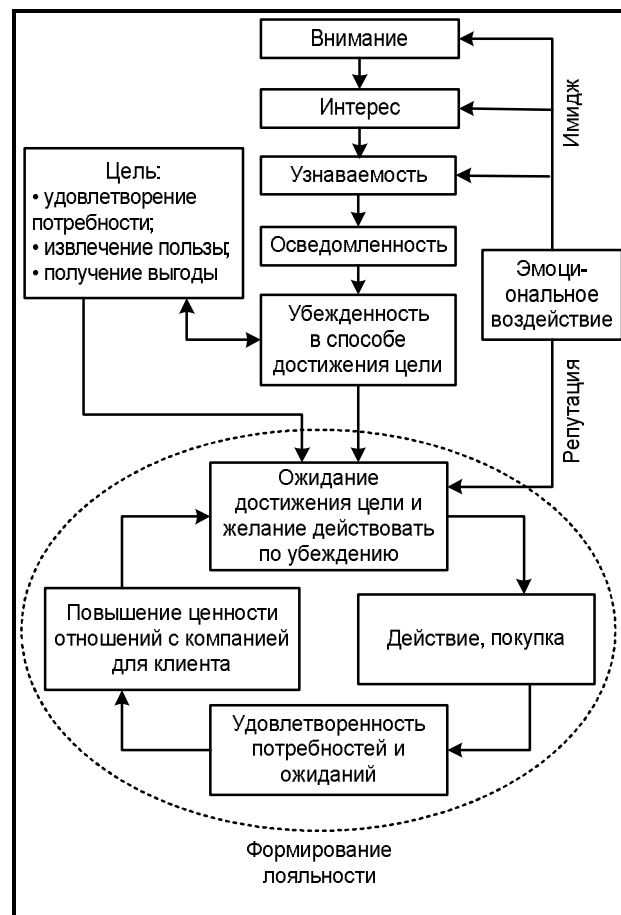 Внимание
Интерес
Узнаваемость
Осведомленность
Убежденность
в способе
достижения цели
Цель:
• удовлетворение
потребности;
• извлечение пользы;
• получение выгоды
Имидж
Эмоци-
ональное
воздействие
Репутация
Ожидание
достижения цели и
желание действовать
по убеждению
Повышение ценности
отношений с компанией
для клиента
Действие, покупка
Удовлетворенность
потребностей и
ожиданий
Формирование
лояльности